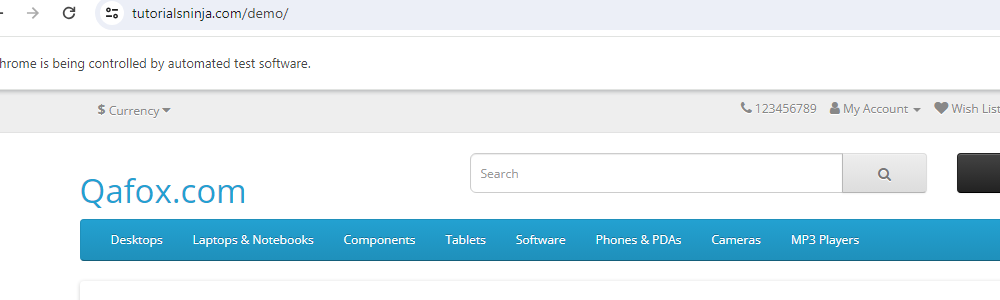 tutorialsninja.com/demo/
hrome is being controlled by automated test software.
$ Currency
123456789 My Account Wish List
Search
Qafox.com
Desktops Laptops & Notebooks Components Tablets Software Phones & PDAs Cameras MP3 Players